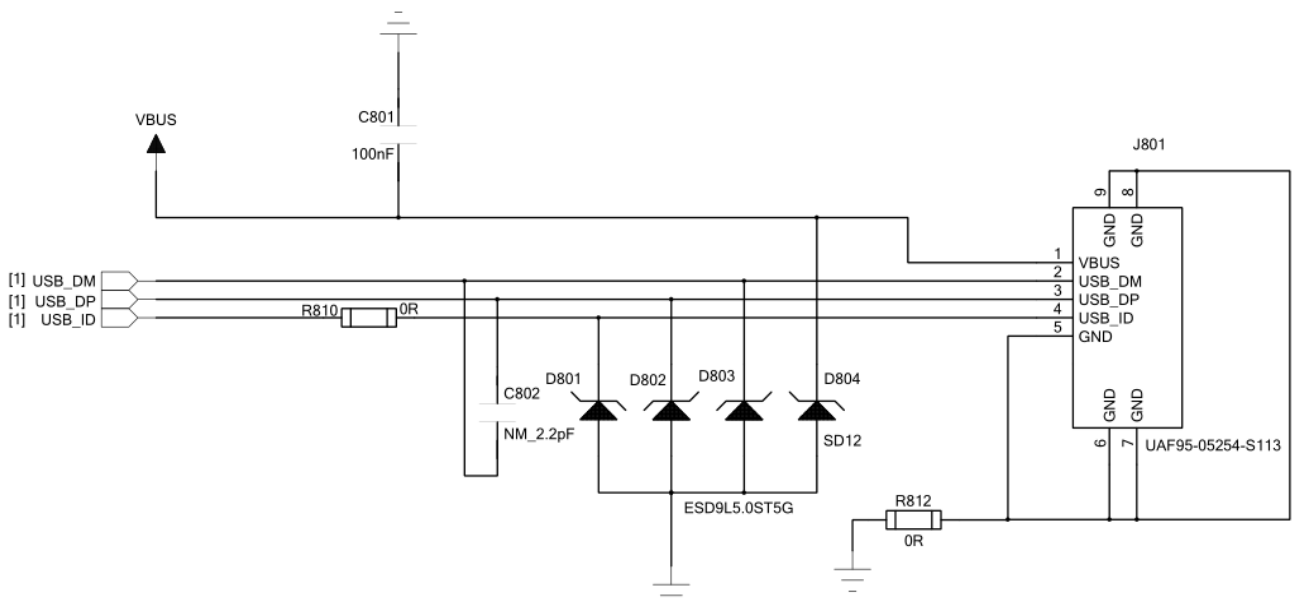 C801
100nF
VBUS
J801
9
8
GND
GND
1
VBUS
[1] USB_DM
2
USB_DM
[1] USB_DP
3
USB_DP
[1] USB_ID
R810
0R
4
USB_ID
5
GND
D801
D802
D803
D804
C802
NM_2.2pF
SD12
GND
GND
6
7
UAF95-05254-S113
ESD9L5.0ST5G
R812
0R